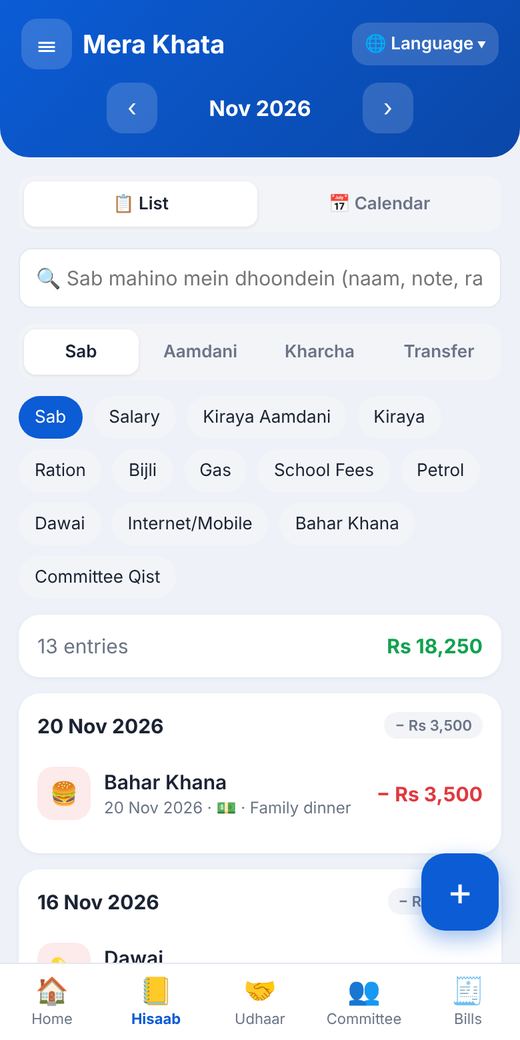 Mera Khata
Language
Nov 2026
List
Calendar
Sab mahino mein dhoondein (naam, note, ra
Sab Aamdani Kharcha Transfer
Sab Salary Kiraya Aamdani Kiraya
Ration Bijli Gas School Fees Petrol
Dawai Internet/Mobile Bahar Khana
Committee Qist
13 entries Rs 18,250
20 Nov 2026 − Rs 3,500
Bahar Khana
20 Nov 2026 · 💵 · Family dinner
− Rs 3,500
16 Nov 2026
Dawai
Home Hisaab Udhaar Committee Bills